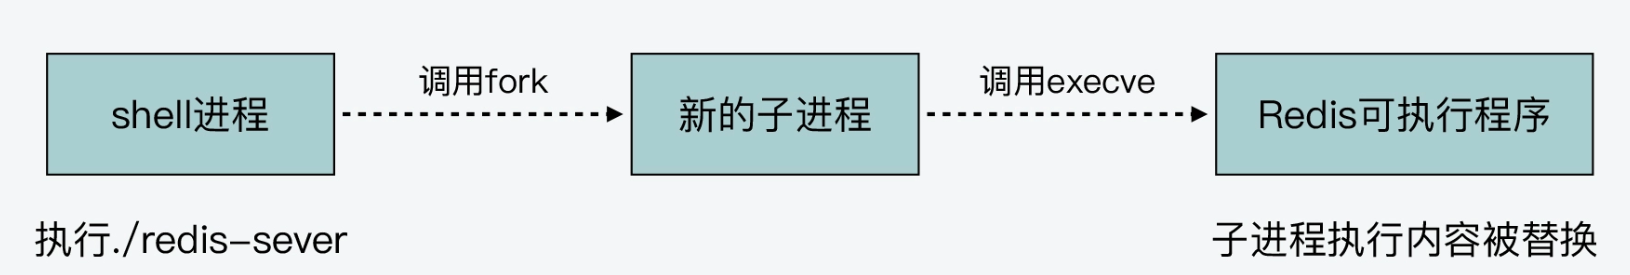 调用fork
调用execve
shell进程
新的子进程
Redis可执行程序
执行./redis-sever
子进程执行内容被替换